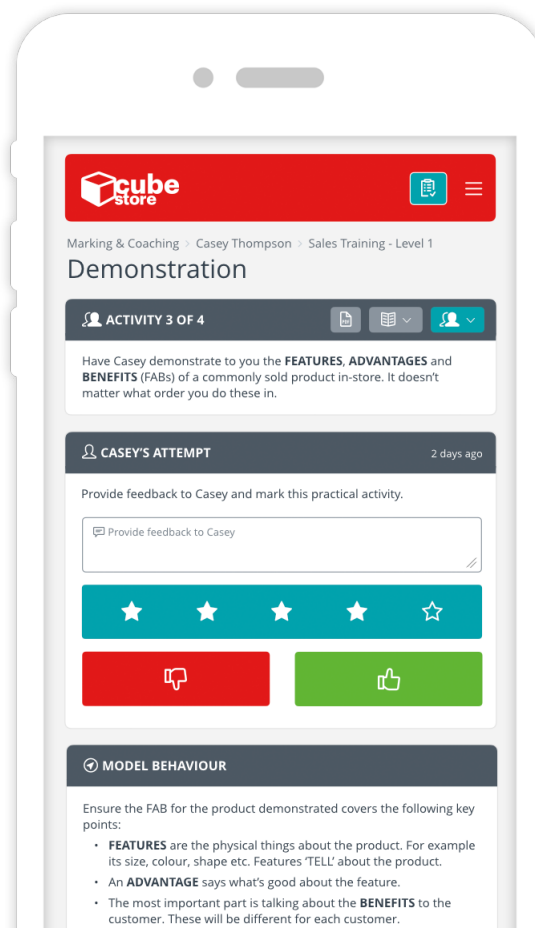 cube
store
Marking & Coaching > Casey Thompson > Sales Training - Level 1
Demonstration
ACTIVITY 3 OF 4
PDF
Have Casey demonstrate to you the FEATURES, ADVANTAGES and
BENEFITS (FABs) of a commonly sold product in-store. It doesn't
matter what order you do these in.
CASEY'S ATTEMPT
2 days ago
Provide feedback to Casey and mark this practical activity.
Provide feedback to Casey
MODEL BEHAVIOUR
Ensure the FAB for the product demonstrated covers the following key
points:
• FEATURES are the physical things about the product. For example
its size, colour, shape etc. Features 'TELL' about the product.
• An ADVANTAGE says what's good about the feature.
• The most important part is talking about the BENEFITS to the
customer. These will be different for each customer.